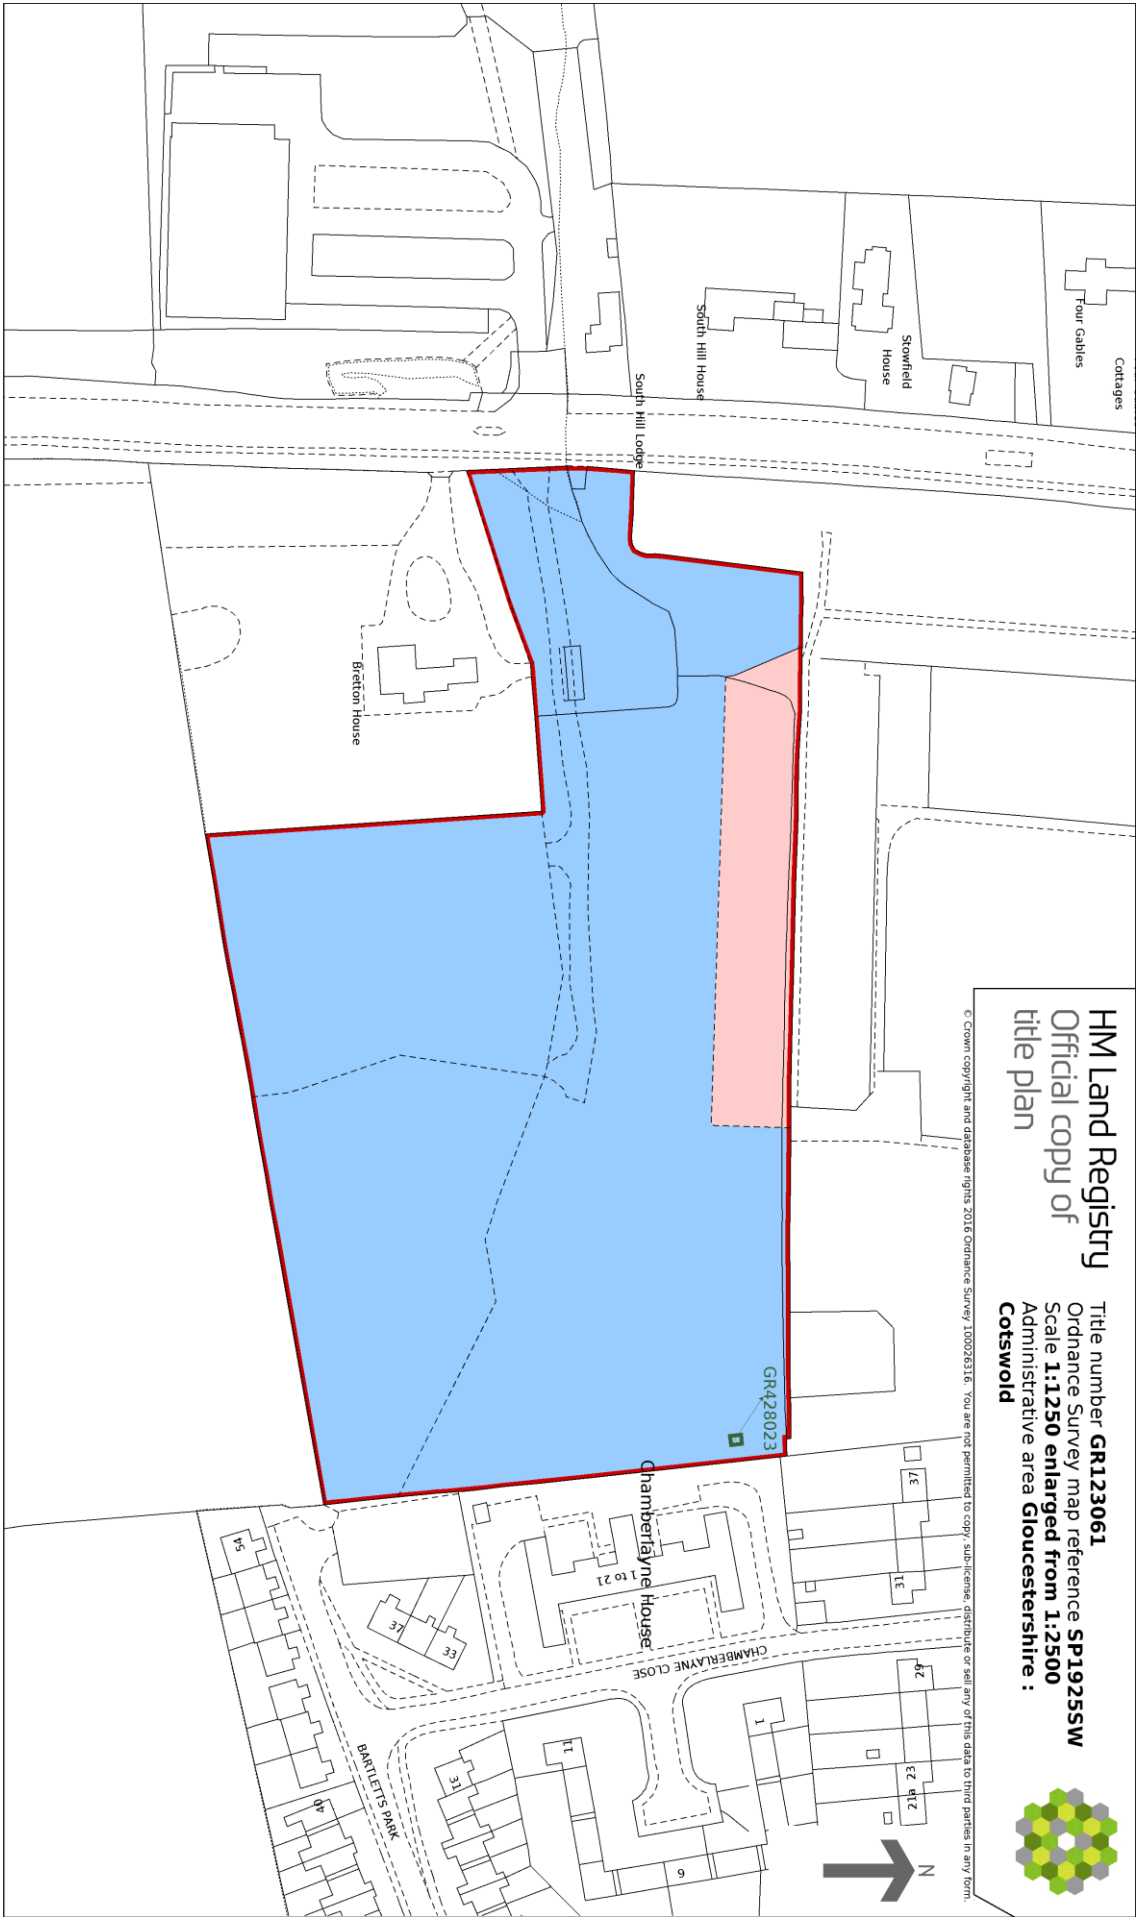 HM Land Registry
Official copy of
title plan
Title number GR123061
Ordnance Survey map reference SP1925SW
Scale 1:1250 enlarged from 1:2500
Administrative area Gloucestershire :
Cotswold
© Crown copyright and database rights 2016 Ordnance Survey 100026316. You are not permitted to copy, sub-license, distribute or sell any of this data to third parties in any form.
N
Cottages
Four Gables
Stowfield
House
South Hill House
South Hill Lodge
Bretton House
GR428023
Chamberlayne House
1 to 21
CHAMBERLAYNE CLOSE
BARTLETTS PARK
37
31
29
23
21a
1
11
6
54
37
33
31
40